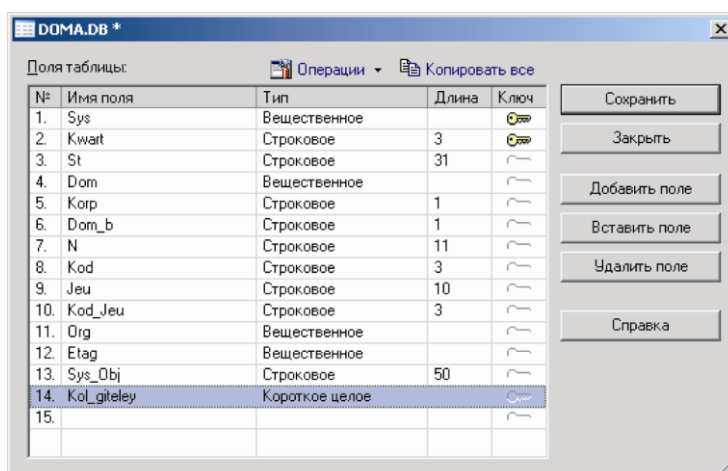 DOMA.DB *
Поля таблицы: Операции Копировать все
№ Имя поля Тип Длина Ключ
1. Sys Вещественное
2. Kwart Строковое 3
3. St Строковое 31
4. Dom Вещественное
5. Korp Строковое 1
6. Dom_b Строковое 1
7. N Строковое 11
8. Kod Строковое 3
9. Jeu Строковое 10
10. Kod_Jeu Строковое 3
11. Org Вещественное
12. Etag Вещественное
13. Sys_Obj Строковое 50
14. Kol_giteley Короткое целое
15.
Сохранить
Закрыть
Добавить поле
Вставить поле
Удалить поле
Справка